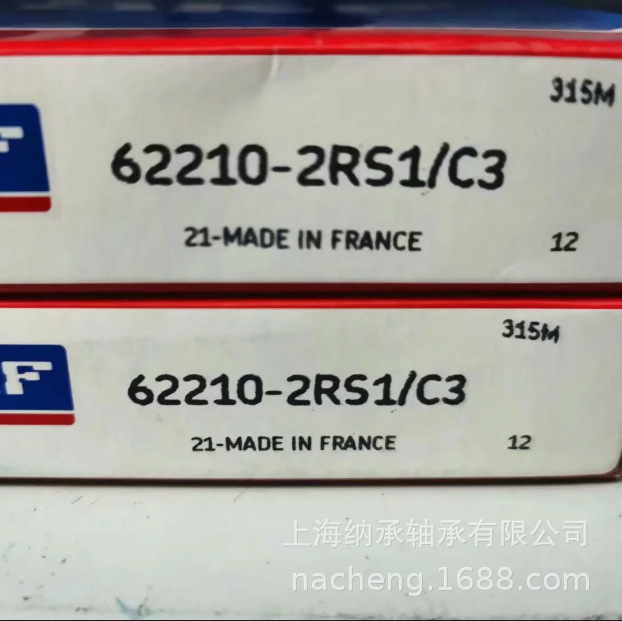 315M
F
62210-2RS1/C3
21-MADE IN FRANCE
12
315M
F
62210-2RS1/C3
21-MADE IN FRANCE
12
上海纳承轴承有限公司
nacheng.1688.com